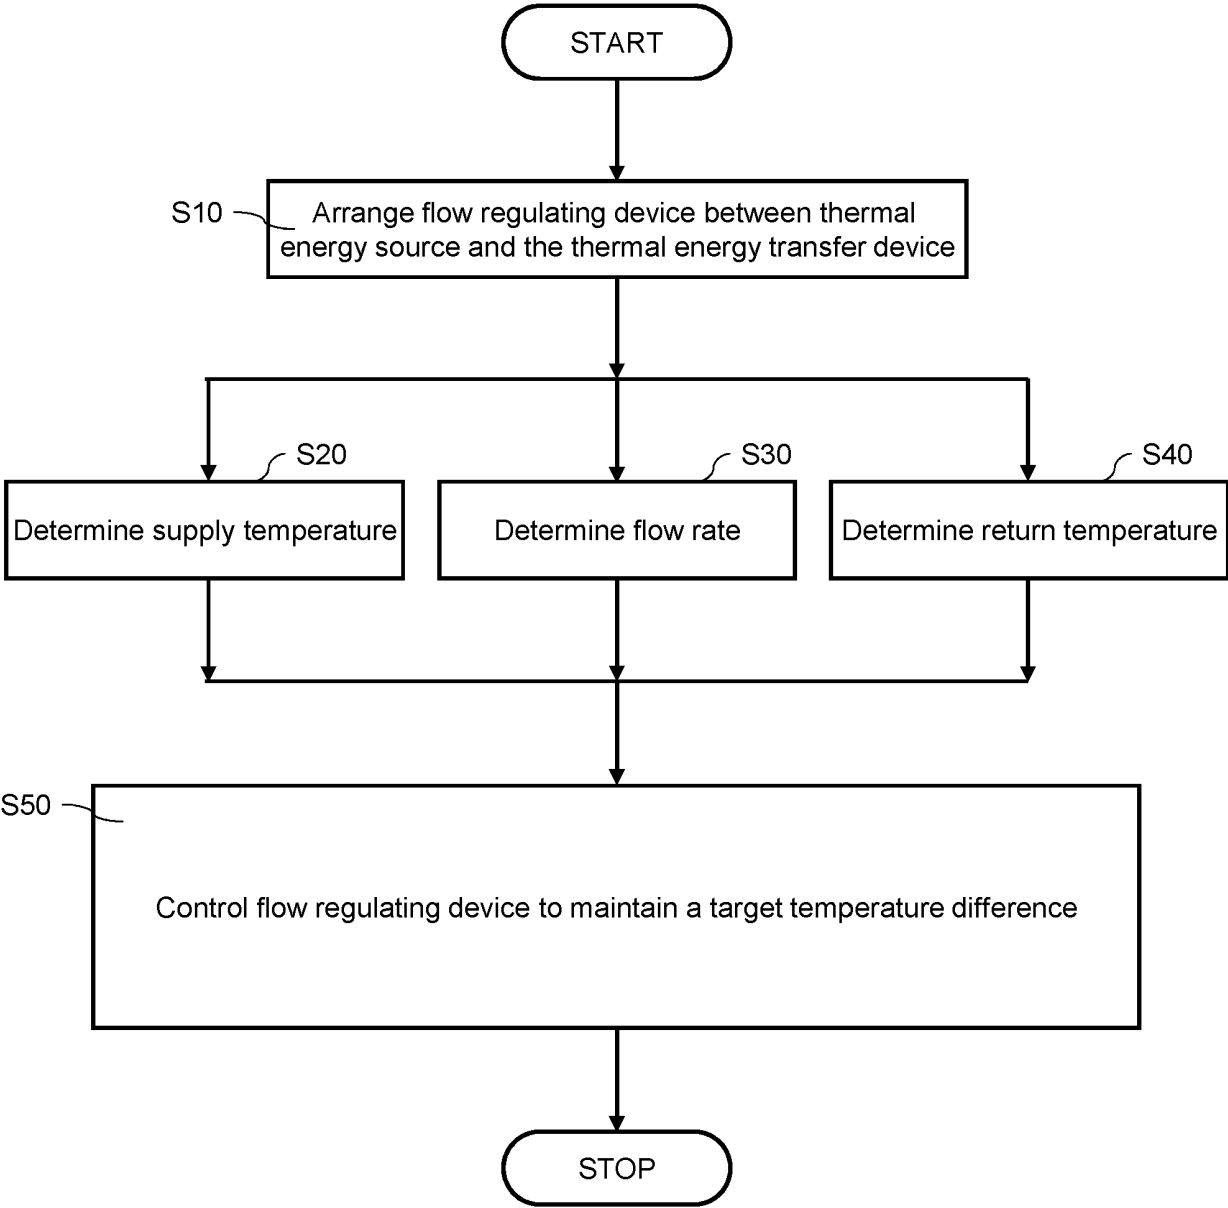 START
S10
Arrange flow regulating device between thermal
energy source and the thermal energy transfer device
S20
S30
S40
Determine supply temperature
Determine flow rate
Determine return temperature
S50
Control flow regulating device to maintain a target temperature difference
STOP